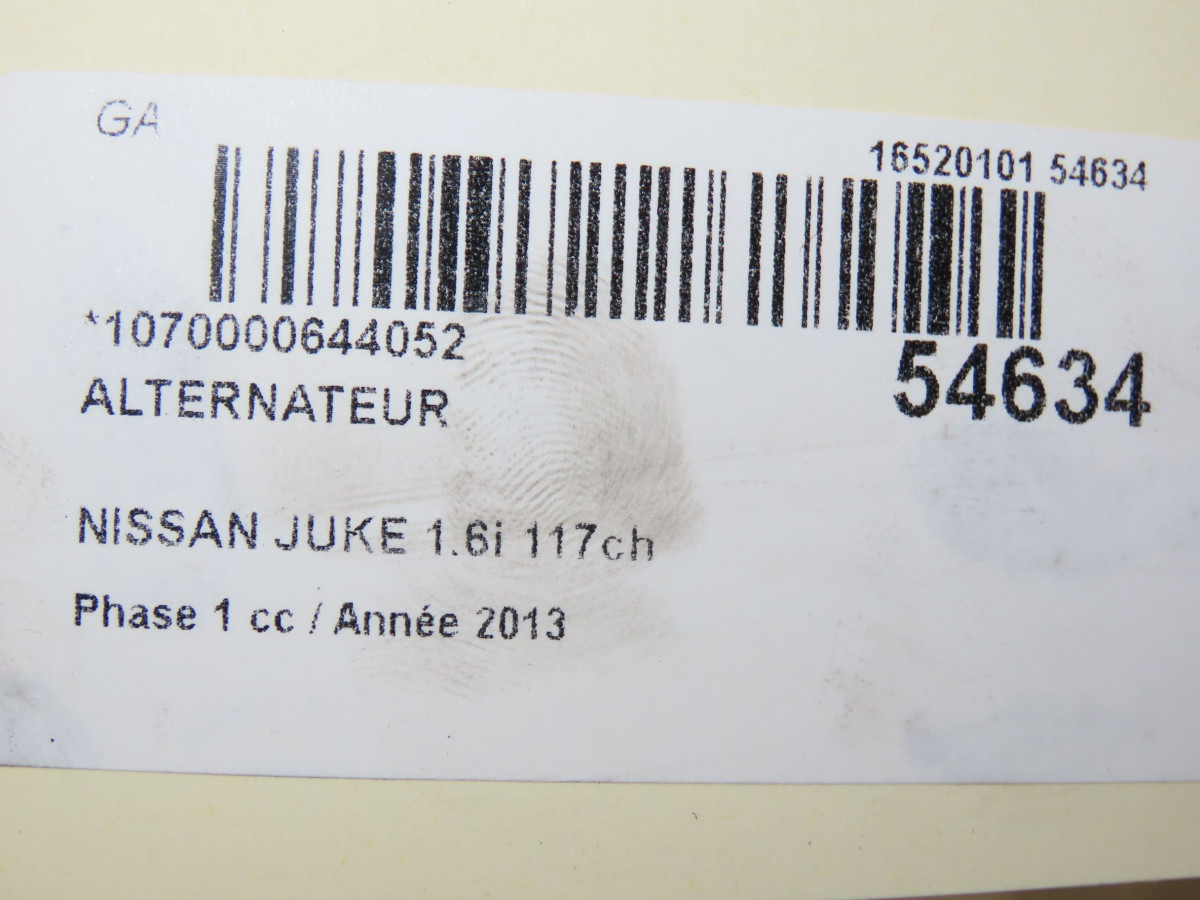 GA
16520101 54634
*1070000644052
54634
ALTERNATEUR
NISSAN JUKE 1.6i 117ch
Phase 1 cc / Année 2013